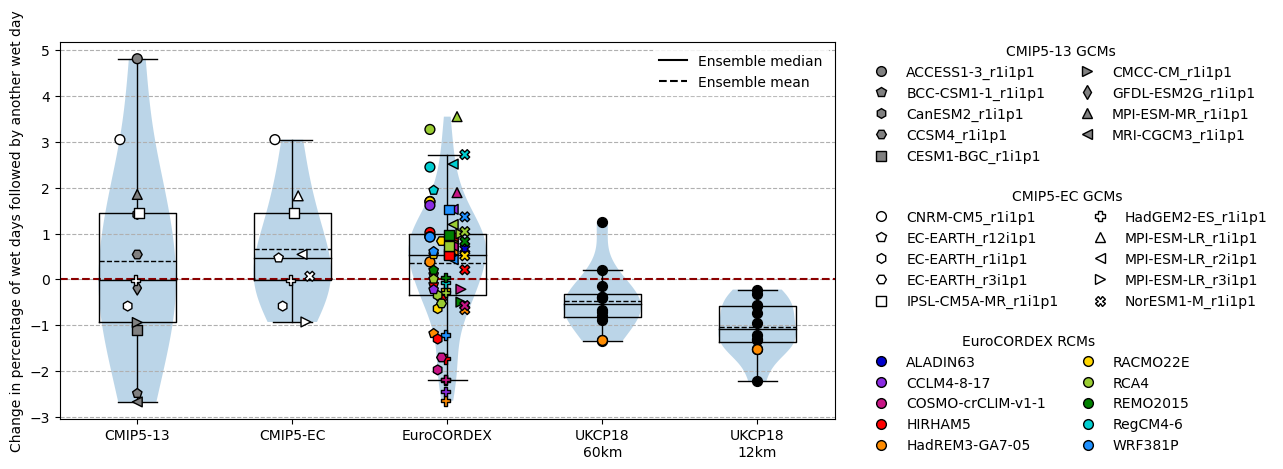 Change in percentage of wet days followed by another wet day
5
4
3
2
1
0
−1
−2
−3
Ensemble median
Ensemble mean
CMIP5-13
CMIP5-EC
EuroCORDEX
UKCP18
60km
UKCP18
12km
CMIP5-13 GCMs
ACCESS1-3_r1i1p1
BCC-CSM1-1_r1i1p1
CanESM2_r1i1p1
CCSM4_r1i1p1
CESM1-BGC_r1i1p1
CMCC-CM_r1i1p1
GFDL-ESM2G_r1i1p1
MPI-ESM-MR_r1i1p1
MRI-CGCM3_r1i1p1
CMIP5-EC GCMs
CNRM-CM5_r1i1p1
EC-EARTH_r12i1p1
EC-EARTH_r1i1p1
EC-EARTH_r3i1p1
IPSL-CM5A-MR_r1i1p1
HadGEM2-ES_r1i1p1
MPI-ESM-LR_r1i1p1
MPI-ESM-LR_r2i1p1
MPI-ESM-LR_r3i1p1
NorESM1-M_r1i1p1
EuroCORDEX RCMs
ALADIN63
CCLM4-8-17
COSMO-crCLIM-v1-1
HIRHAM5
HadREM3-GA7-05
RACMO22E
RCA4
REMO2015
RegCM4-6
WRF381P